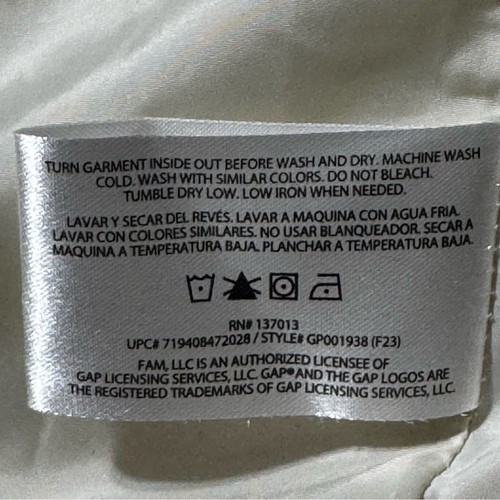 TURN GARMENT INSIDE OUT BEFORE WASH AND DRY. MACHINE WASH
COLD. WASH WITH SIMILAR COLORS. DO NOT BLEACH.
TUMBLE DRY LOW. LOW IRON WHEN NEEDED.
LAVAR Y SECAR DEL REVÉS. LAVAR A MAQUINA CON AGUA FRIA.
LAVAR CON COLORES SIMILARES. NO USAR BLANQUEADOR. SECAR A
MAQUINA A TEMPERATURA BAJA. PLANCHAR A TEMPERATURA BAJA.
RN# 137013
UPC# 719408472028 / STYLE# GP001938 (F23)
FAM, LLC IS AN AUTHORIZED LICENSEE OF
GAP LICENSING SERVICES, LLC. GAP® AND THE GAP LOGOS ARE
THE REGISTERED TRADEMARKS OF GAP LICENSING SERVICES, LLC.